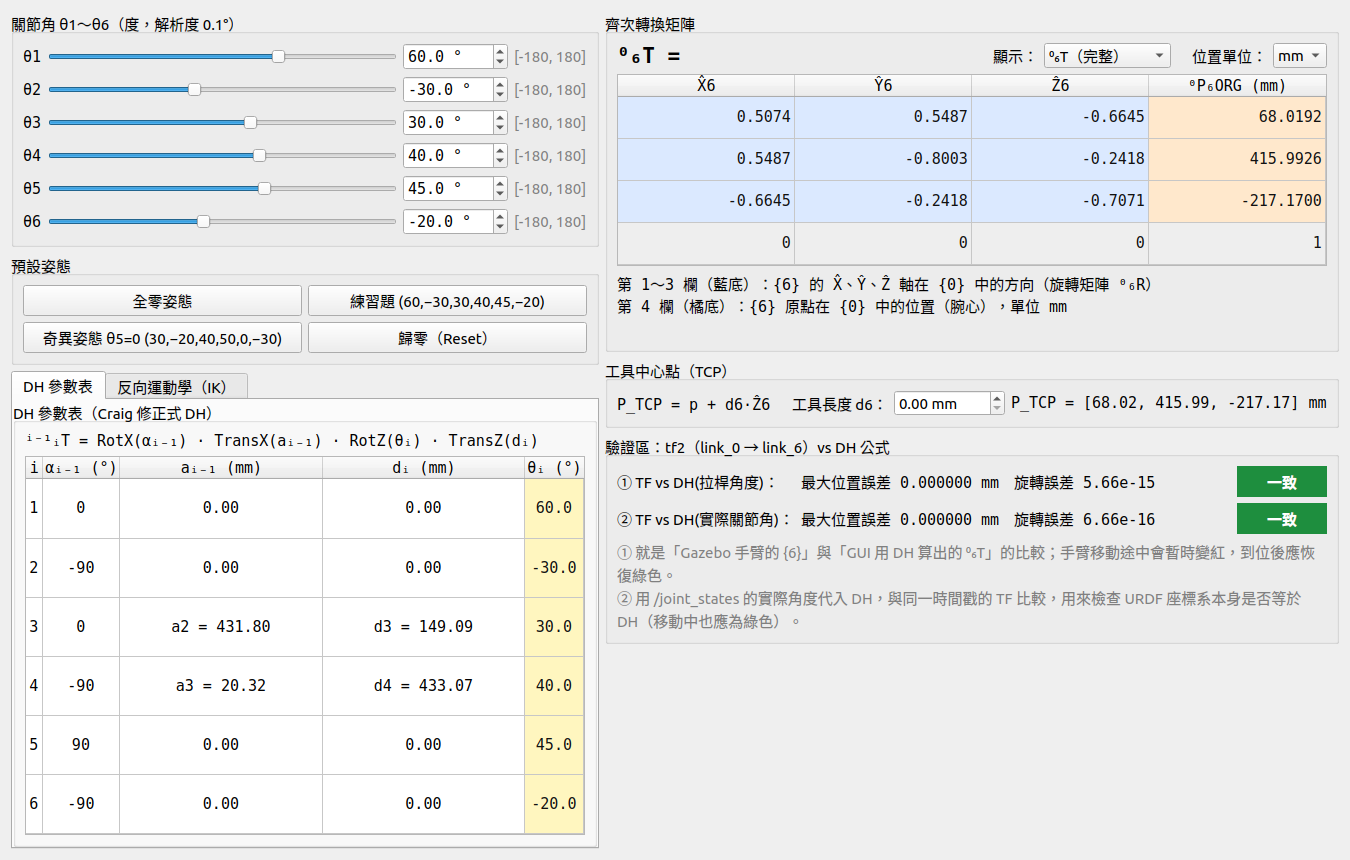 關節角 θ1～θ6（度，解析度 0.1°）
θ1 60.0 ° [-180, 180]
θ2 -30.0 ° [-180, 180]
θ3 30.0 ° [-180, 180]
θ4 40.0 ° [-180, 180]
θ5 45.0 ° [-180, 180]
θ6 -20.0 ° [-180, 180]
預設姿態
全零姿態 練習題 (60,−30,30,40,45,−20)
奇異姿態 θ5=0 (30,−20,40,50,0,−30) 歸零（Reset）
DH 參數表 反向運動學（IK）
DH 參數表（Craig 修正式 DH）
ⁱ⁻¹ᵢT = RotX(αᵢ₋₁) · TransX(aᵢ₋₁) · RotZ(θᵢ) · TransZ(dᵢ)
i αᵢ₋₁ (°) aᵢ₋₁ (mm) dᵢ (mm) θᵢ (°)
1 0 0.00 0.00 60.0
2 -90 0.00 0.00 -30.0
3 0 a2 = 431.80 d3 = 149.09 30.0
4 -90 a3 = 20.32 d4 = 433.07 40.0
5 90 0.00 0.00 45.0
6 -90 0.00 0.00 -20.0
齊次轉換矩陣
⁰₆T = 顯示： ⁰₆T（完整） 位置單位： mm
X̂6 Ŷ6 Ẑ6 ⁰P₆ORG (mm)
0.5074 0.5487 -0.6645 68.0192
0.5487 -0.8003 -0.2418 415.9926
-0.6645 -0.2418 -0.7071 -217.1700
0 0 0 1
第 1～3 欄（藍底）：{6} 的 X̂、Ŷ、Ẑ 軸在 {0} 中的方向（旋轉矩陣 ⁰₆R）
第 4 欄（橘底）：{6} 原點在 {0} 中的位置（腕心），單位 mm
工具中心點（TCP）
P_TCP = p + d6·Ẑ6 工具長度 d6： 0.00 mm P_TCP = [68.02, 415.99, -217.17] mm
驗證區：tf2（link_0 → link_6）vs DH 公式
① TF vs DH(拉桿角度)： 最大位置誤差 0.000000 mm 旋轉誤差 5.66e-15 一致
② TF vs DH(實際關節角)： 最大位置誤差 0.000000 mm 旋轉誤差 6.66e-16 一致
① 就是「Gazebo 手臂的 {6}」與「GUI 用 DH 算出的 ⁰₆T」的比較；手臂移動途中會暫時變紅，到位後應恢
復綠色。
② 用 /joint_states 的實際角度代入 DH，與同一時間戳的 TF 比較，用來檢查 URDF 座標系本身是否等於
DH（移動中也應為綠色）。